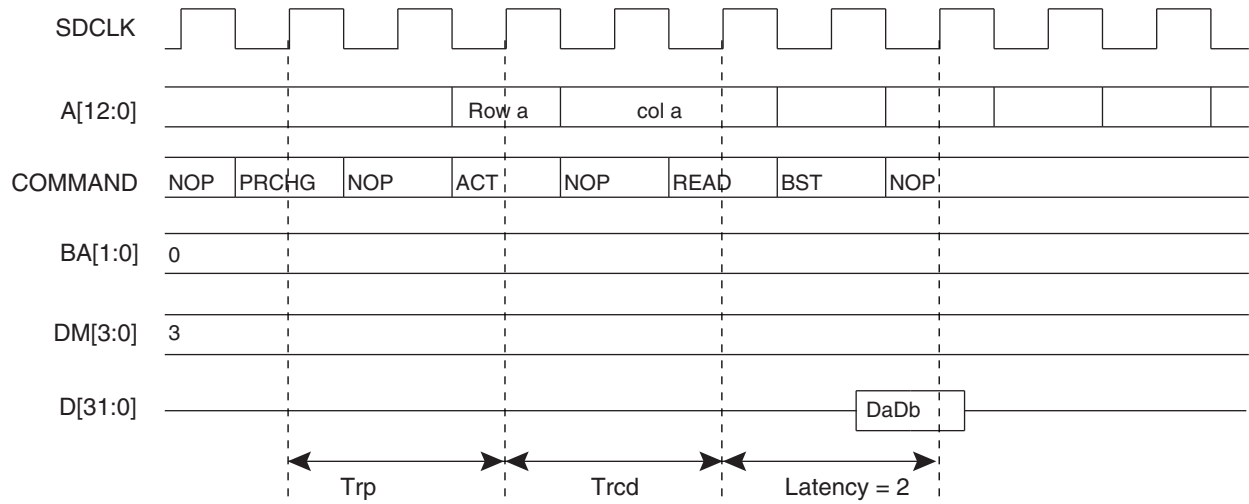 SDCLK
A[12:0] Row a col a
COMMAND NOP PRCHG NOP ACT NOP READ BST NOP
BA[1:0] 0
DM[3:0] 3
D[31:0] DaDb
Trp Trcd Latency = 2